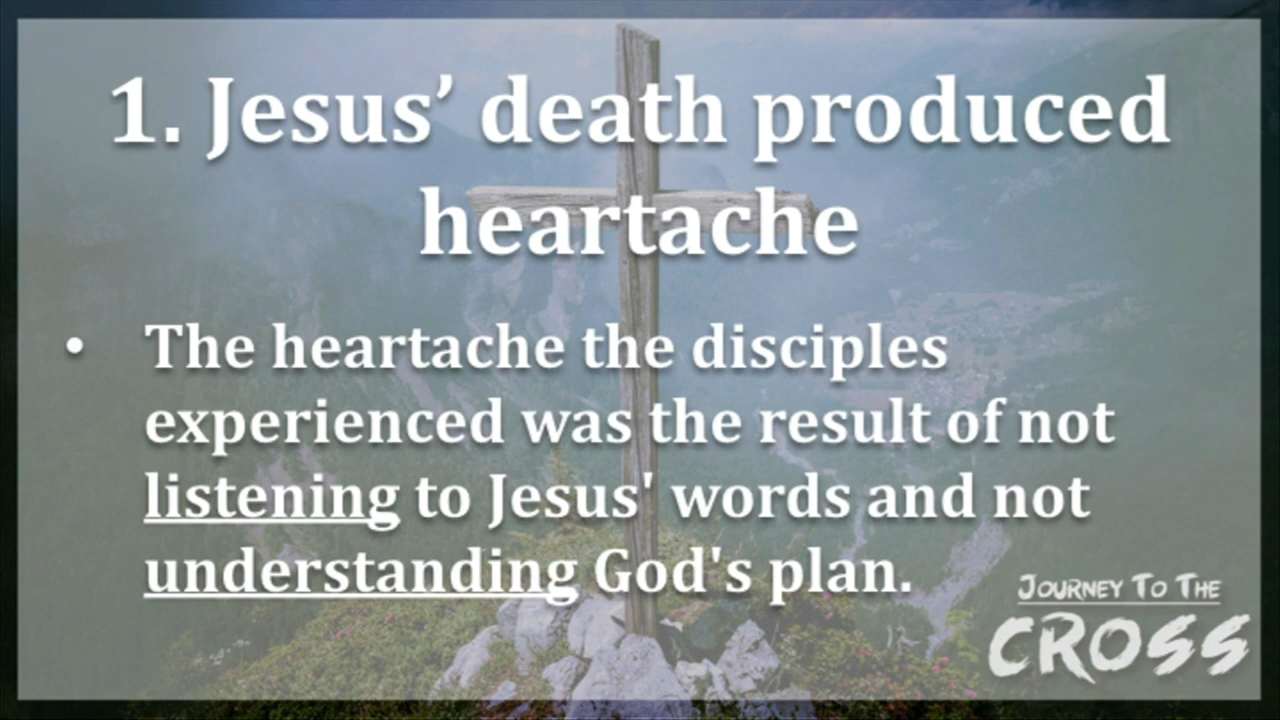 1. Jesus’ death produced
heartache
• The heartache the disciples
experienced was the result of not
listening to Jesus' words and not
understanding God's plan.
JOURNEY TO THE
CROSS